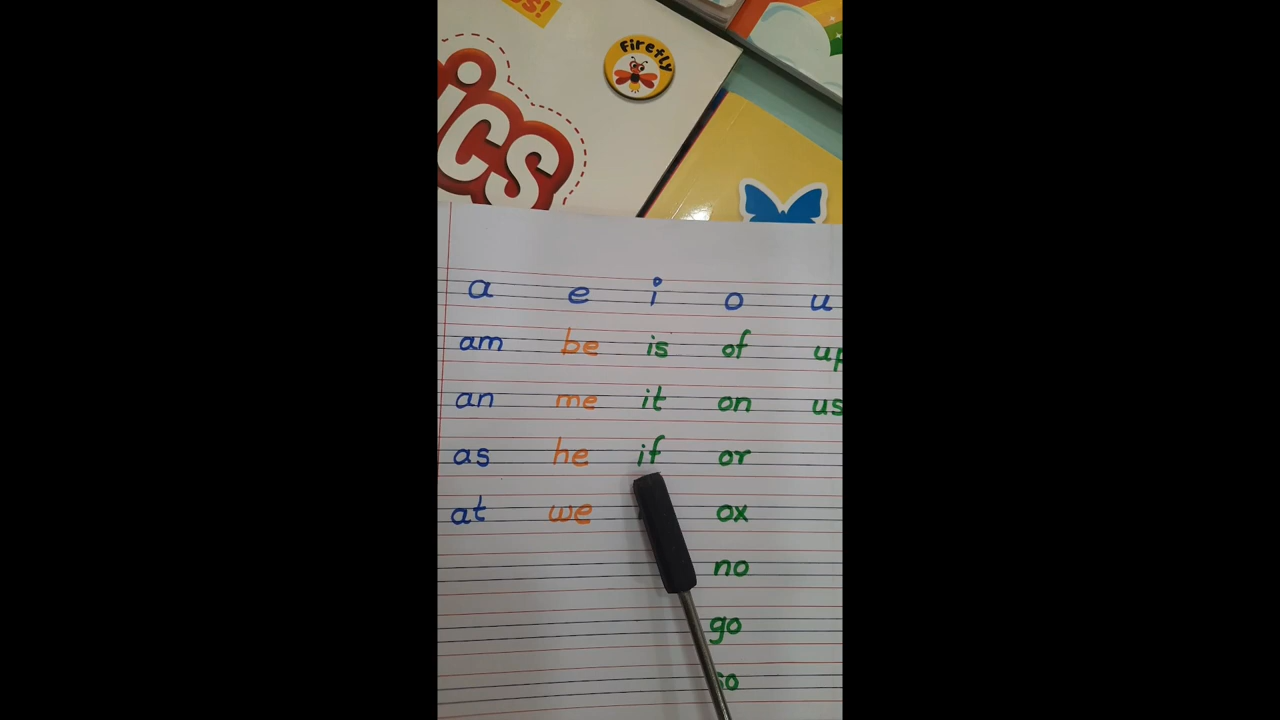 Firefly
a e i o u
am be is of up
an me it on us
as he if or
at we ox
no
go
so